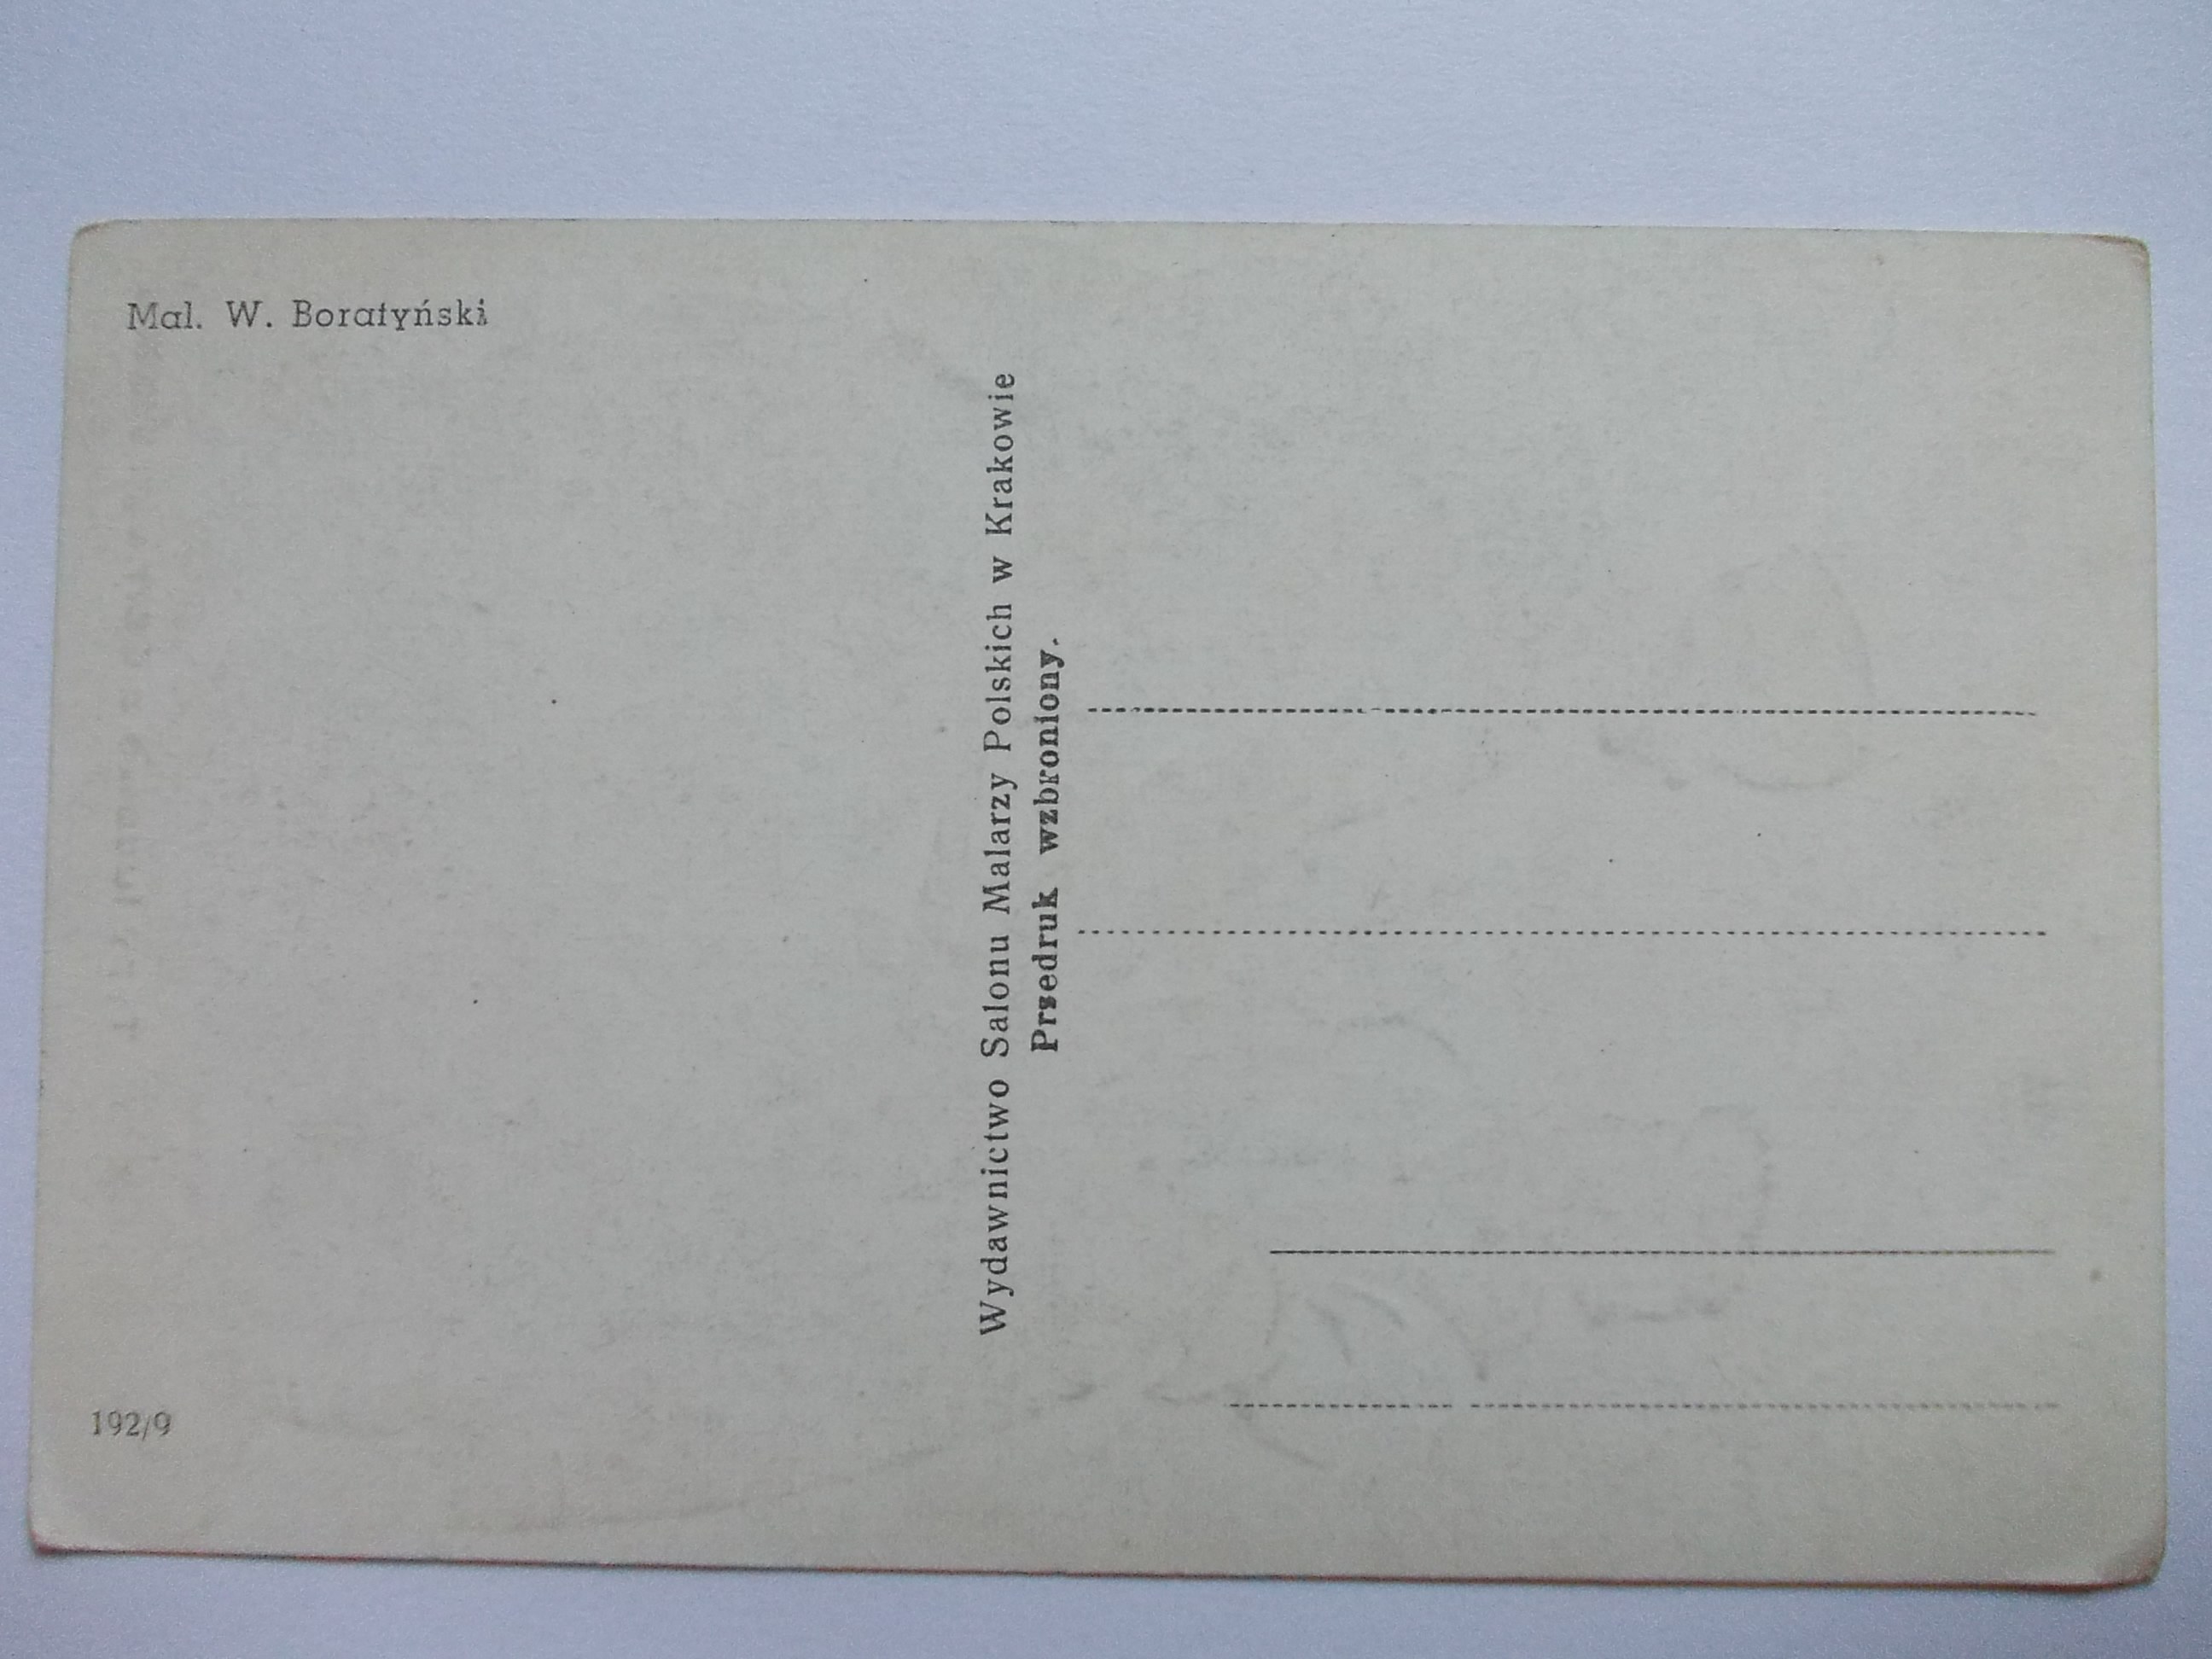 Mal. W. Boratyński
Wydawnictwo Salonu Malarzy Polskich w Krakowie
Przedruk wzbroniony.
192/9